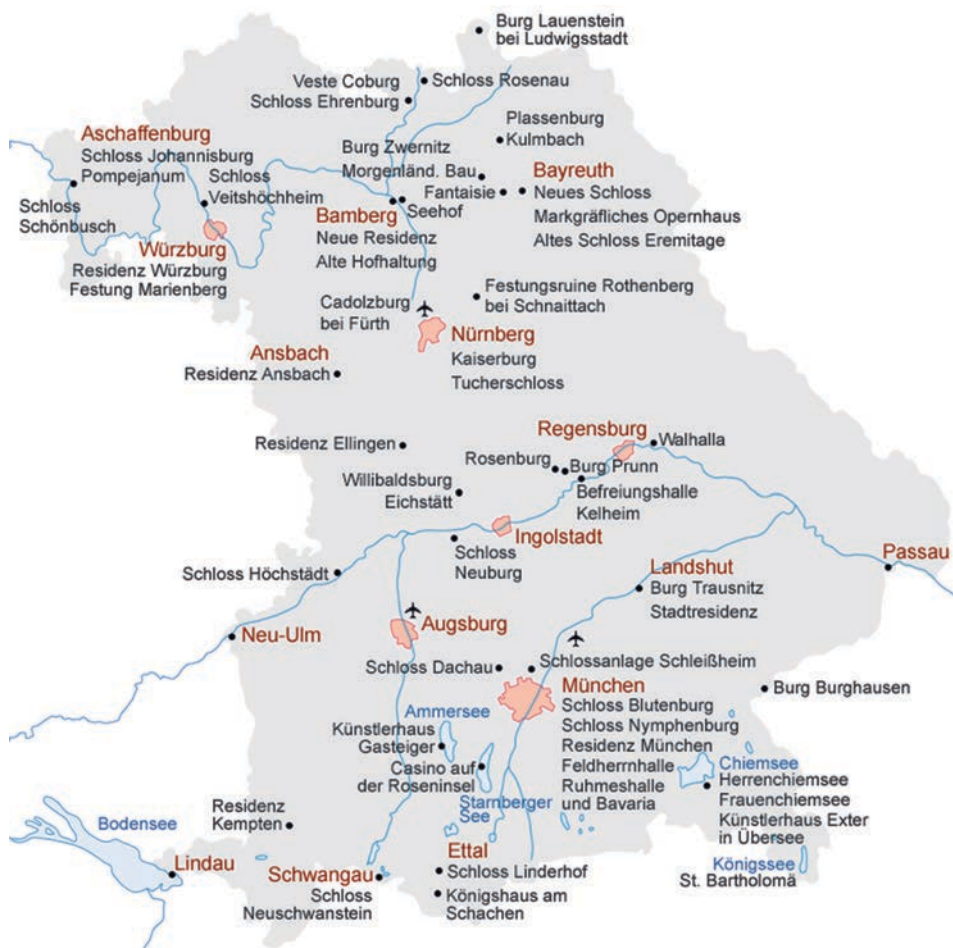 Burg Lauenstein
bei Ludwigsstadt
Veste Coburg
Schloss Rosenau
Schloss Ehrenburg
Plassenburg
Kulmbach
Aschaffenburg
Schloss Johannisburg
Pompejanum
Schloss
Veitshöchheim
Burg Zwernitz
Morgenländ. Bau
Fantaisie
Bayreuth
Neues Schloss
Markgräfliches Opernhaus
Altes Schloss Eremitage
Schloss
Schönbusch
Seehof
Bamberg
Neue Residenz
Alte Hofhaltung
Würzburg
Residenz Würzburg
Festung Marienberg
Festungsruine Rothenberg
bei Schnaittach
Cadolzburg
bei Fürth
Nürnberg
Kaiserburg
Tucherschloss
Ansbach
Residenz Ansbach
Regensburg
Walhalla
Residenz Ellingen
Rosenburg
Burg Prunn
Willibaldsburg
Eichstätt
Befreiungshalle
Kelheim
Ingolstadt
Schloss
Neuburg
Passau
Schloss Höchstädt
Landshut
Burg Trausnitz
Stadtresidenz
Neu-Ulm
Augsburg
Schloss Dachau
Schlossanlage Schleißheim
München
Schloss Blutenburg
Schloss Nymphenburg
Residenz München
Feldherrnhalle
Ruhmeshalle
und Bavaria
Burg Burghausen
Ammersee
Künstlerhaus
Gasteiger
Casino auf
der Roseninsel
Starnberger
See
Chiemsee
Herrenchiemsee
Frauenchiemsee
Künstlerhaus Exter
in Übersee
Residenz
Kempten
Bodensee
Lindau
Ettal
Schloss Linderhof
Königshaus am
Schachen
Schwangau
Schloss
Neuschwanstein
Königssee
St. Bartholomä